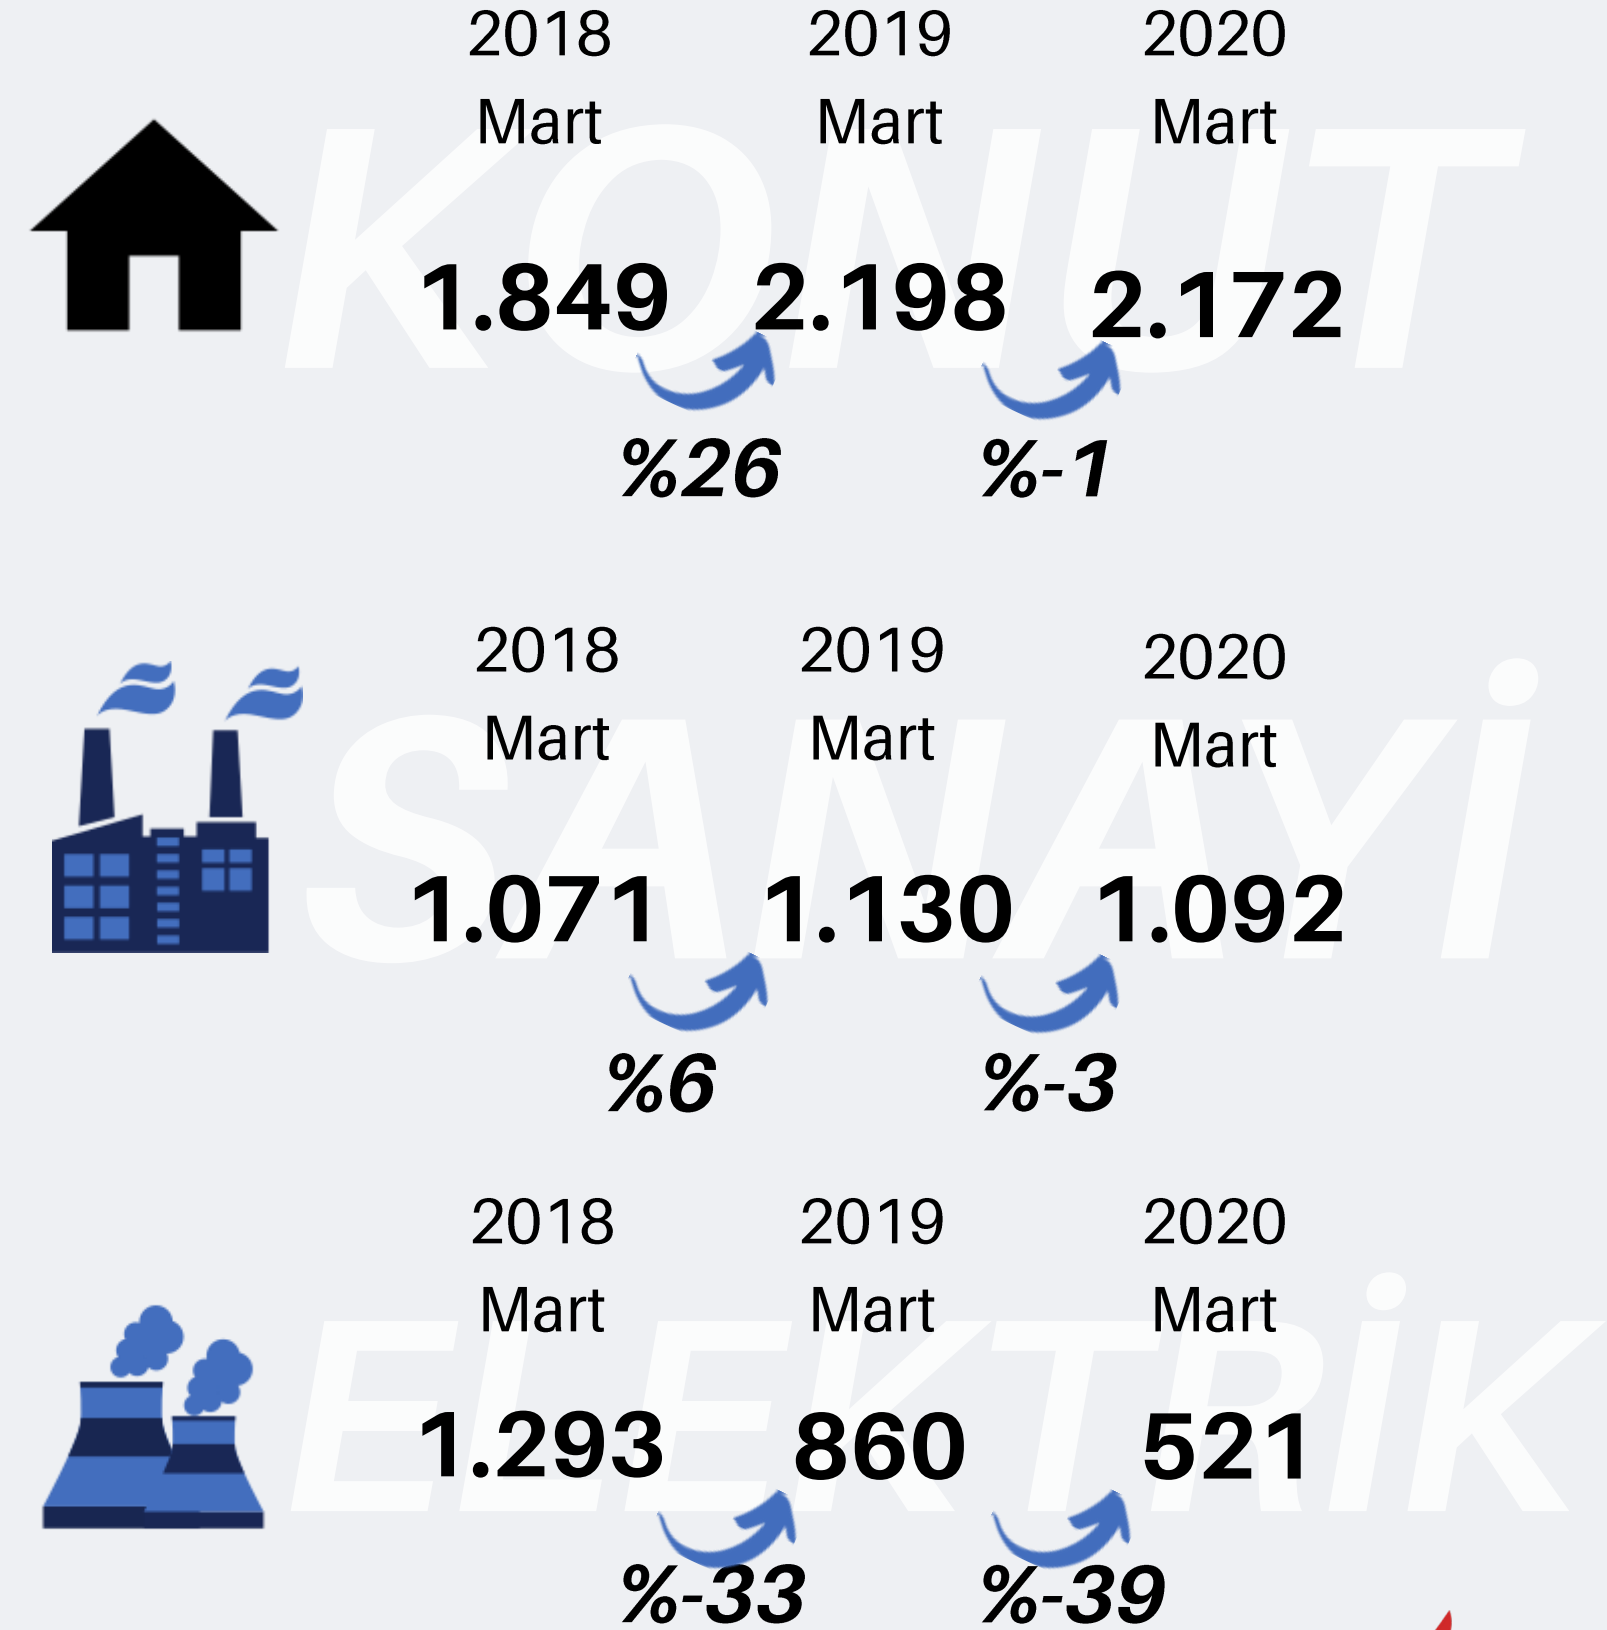 2018 2019 2020
Mart Mart Mart
KONUT
1.849 2.198 2.172
%26 %-1
2018 2019 2020
Mart Mart Mart
SANAYİ
1.071 1.130 1.092
%6 %-3
2018 2019 2020
Mart Mart Mart
ELEKTRİK
1.293 860 521
%-33 %-39